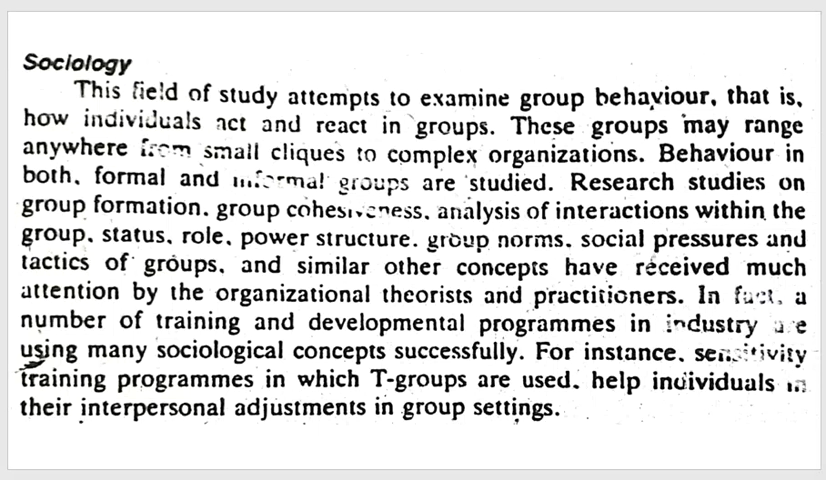 Sociology
This field of study attempts to examine group behaviour, that is,
how individuals act and react in groups. These groups may range
anywhere from small cliques to complex organizations. Behaviour in
both, formal and informal groups are studied. Research studies on
group formation, group cohesiveness, analysis of interactions within the
group, status, role, power structure, group norms, social pressures and
tactics of groups, and similar other concepts have received much
attention by the organizational theorists and practitioners. In fact, a
number of training and developmental programmes in industry are
using many sociological concepts successfully. For instance, sensitivity
training programmes in which T-groups are used, help individuals in
their interpersonal adjustments in group settings.